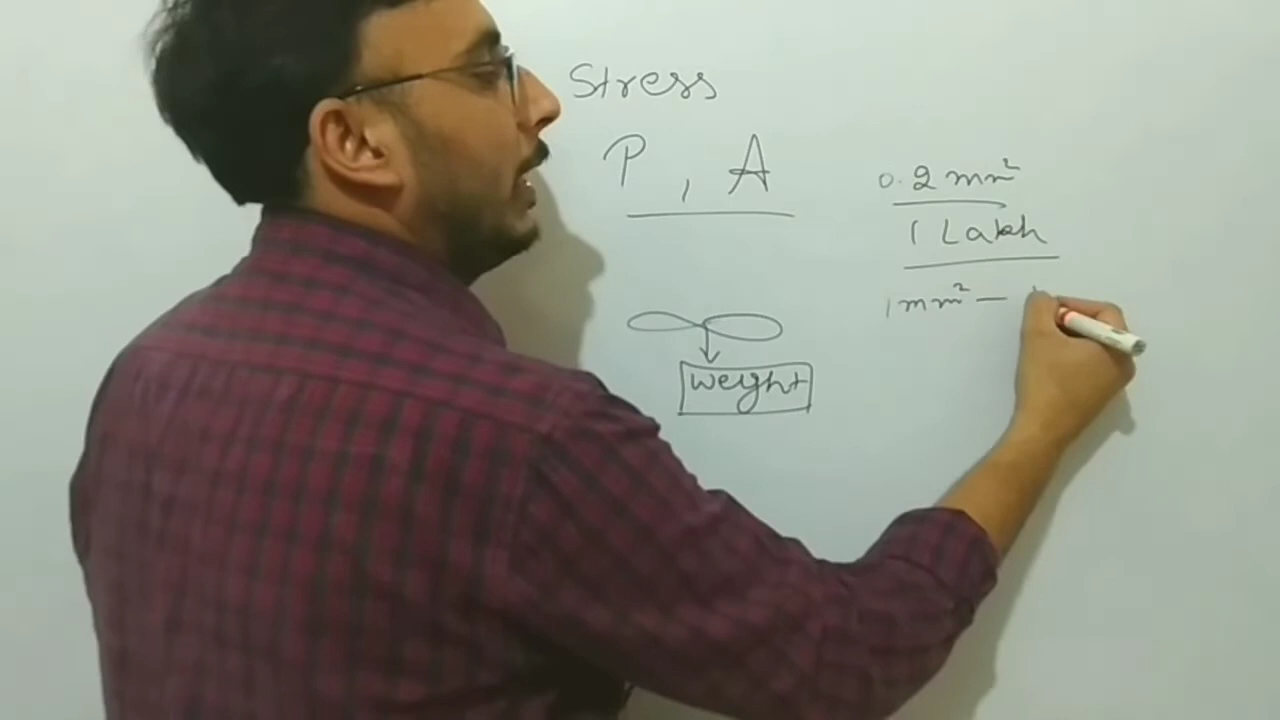 Stress
P, A
0.2 mm²
1 Lakh
1 mm² —
weight